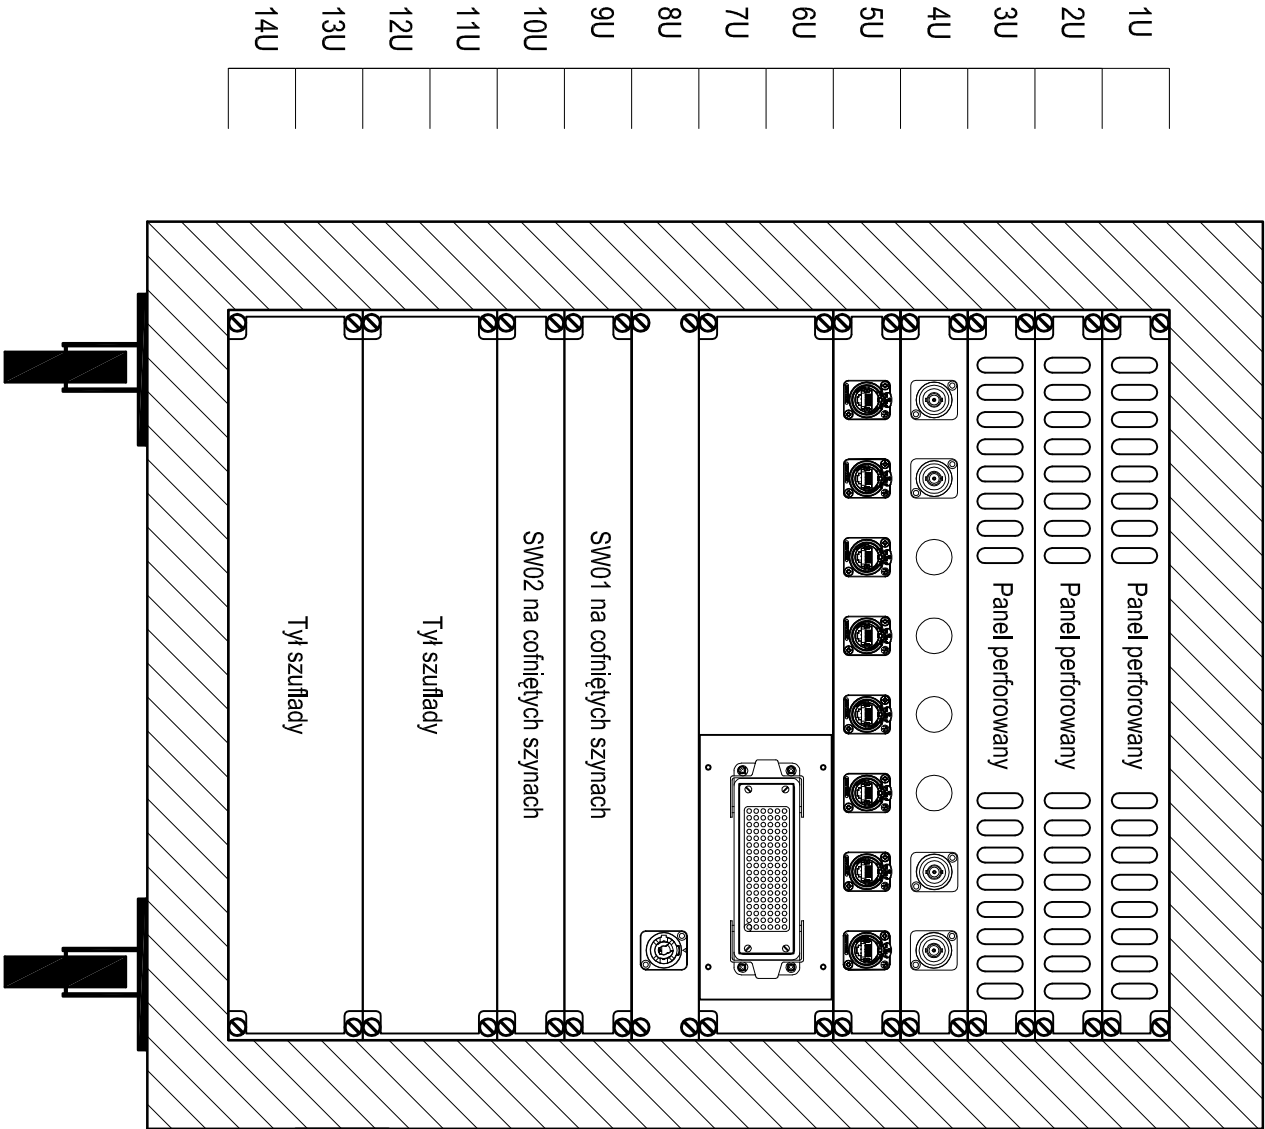 1U
2U
3U
4U
5U
6U
7U
8U
9U
10U
11U
12U
13U
14U
Panel perforowany
Panel perforowany
Panel perforowany
SW01 na cofniętych szynach
SW02 na cofniętych szynach
Tył szuflady
Tył szuflady